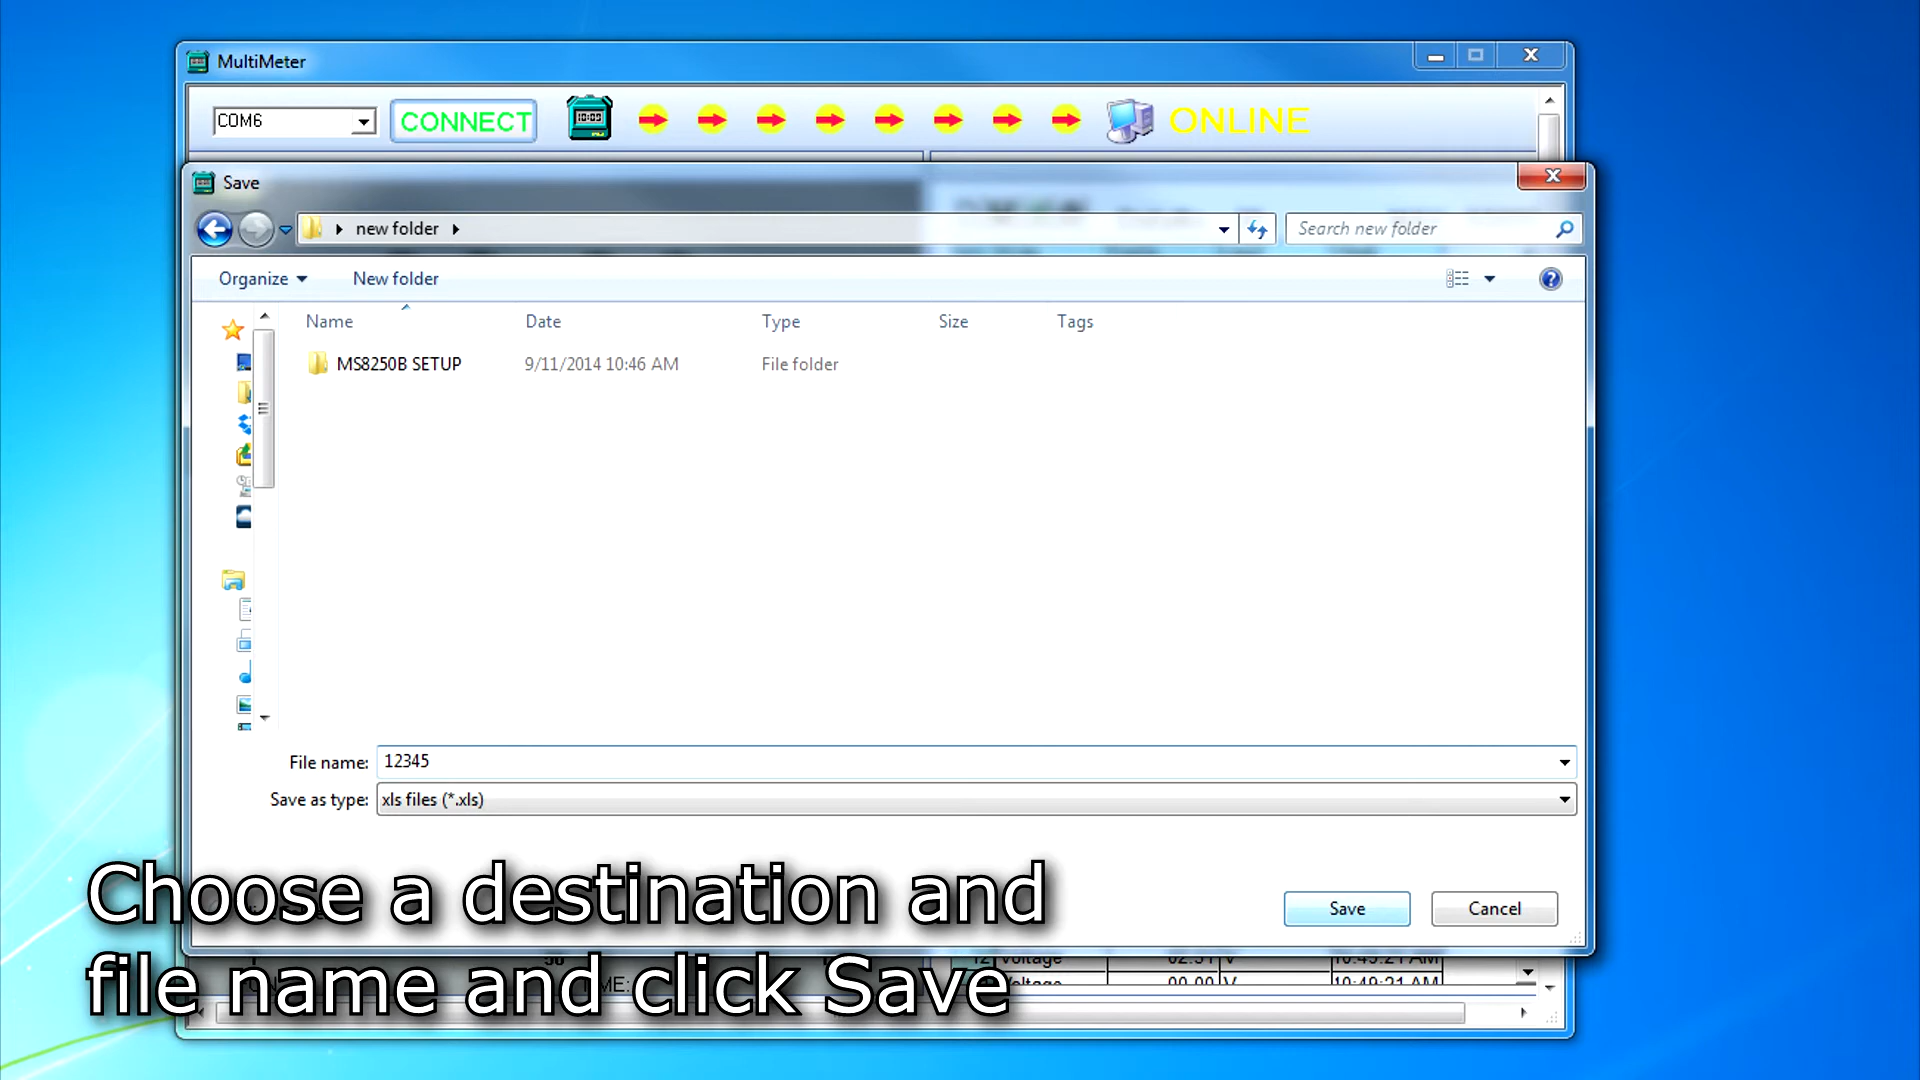 MultiMeter
COM6
CONNECT
ONLINE
Save
new folder
Search new folder
Organize
New folder
Name Date Type Size Tags
MS8250B SETUP 9/11/2014 10:46 AM File folder
File name: 12345
Save as type: xls files (*.xls)
Save Cancel
Choose a destination and
file name and click Save